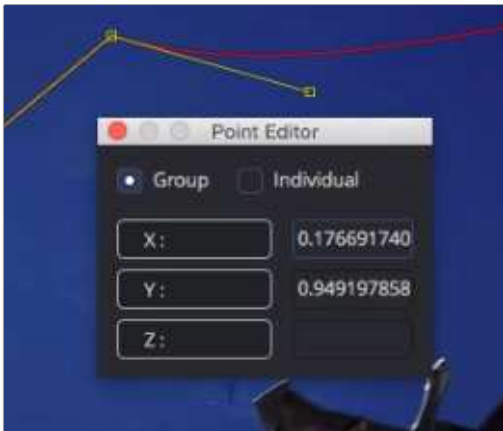 Point Editor
Group Individual
X: 0.176691740
Y: 0.949197858
Z: